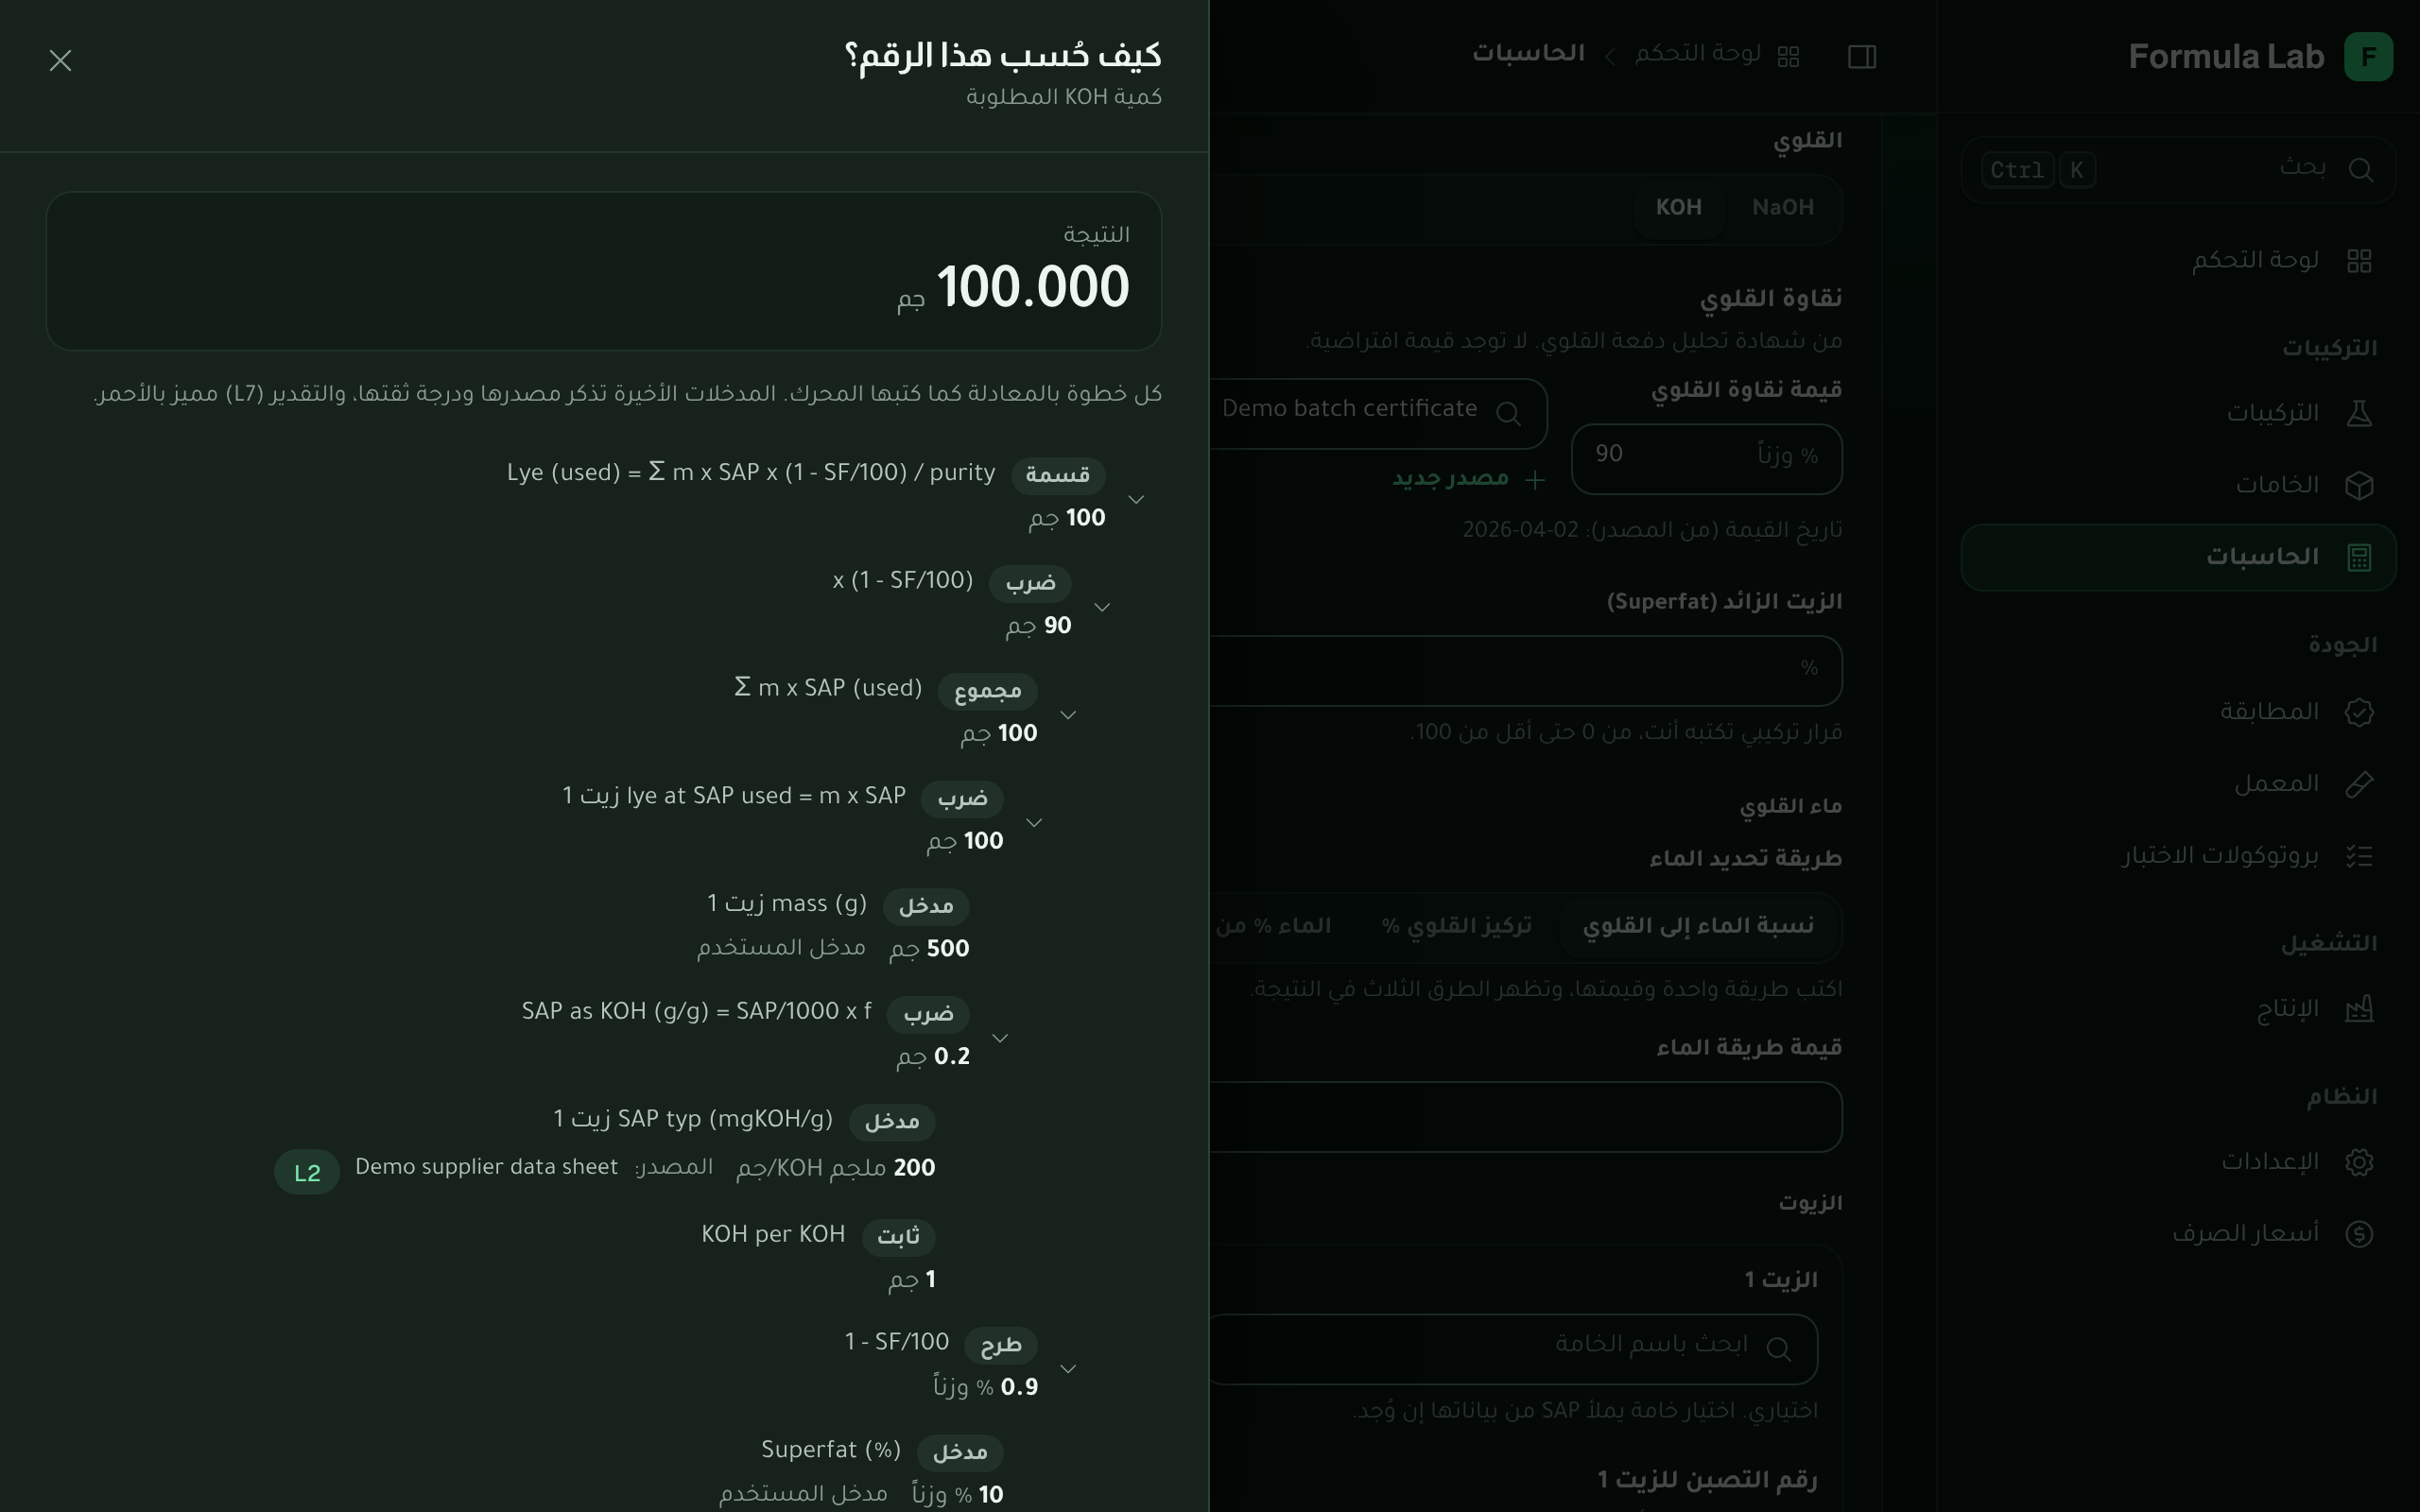 Formula Lab
F
بحث
Ctrl K
لوحة التحكم
التركيبات
التركيبات
الخامات
الحاسبات
الجودة
المطابقة
المعمل
بروتوكولات الاختبار
التشغيل
الإنتاج
النظام
الإعدادات
أسعار الصرف
لوحة التحكم
الحاسبات
القلوي
NaOH
KOH
نقاوة القلوي
من شهادة تحليل دفعة القلوي. لا توجد قيمة افتراضية.
قيمة نقاوة القلوي
90 % وزناً
Demo batch certificate
مصدر جديد
تاريخ القيمة (من المصدر): 2026-04-02
الزيت الزائد (Superfat)
%
قرار تركيبي تكتبه أنت، من 0 حتى أقل من 100.
ماء القلوي
طريقة تحديد الماء
نسبة الماء إلى القلوي
تركيز القلوي %
الماء % من
اكتب طريقة واحدة وقيمتها، وتظهر الطرق الثلاث في النتيجة.
قيمة طريقة الماء
الزيوت
الزيت 1
ابحث باسم الخامة
اختياري. اختيار خامة يملأ SAP من بياناتها إن وُجد.
رقم التصبن للزيت 1
كيف حُسب هذا الرقم؟
كمية KOH المطلوبة
النتيجة
100.000 جم
كل خطوة بالمعادلة كما كتبها المحرك. المدخلات الأخيرة تذكر مصدرها ودرجة ثقتها، والتقدير (L7) مميز بالأحمر.
قسمة Lye (used) = Σ m x SAP x (1 - SF/100) / purity
100 جم
ضرب x (1 - SF/100)
90 جم
مجموع Σ m x SAP (used)
100 جم
ضرب lye at SAP used = m x SAP زيت 1
100 جم
مدخل mass (g) زيت 1
500 جم مدخل المستخدم
ضرب SAP as KOH (g/g) = SAP/1000 x f
0.2 جم
مدخل SAP typ (mgKOH/g) زيت 1
200 ملجم KOH/جم المصدر: Demo supplier data sheet L2
ثابت KOH per KOH
1 جم
طرح 1 - SF/100
0.9 % وزناً
مدخل Superfat (%)
10 % وزناً مدخل المستخدم